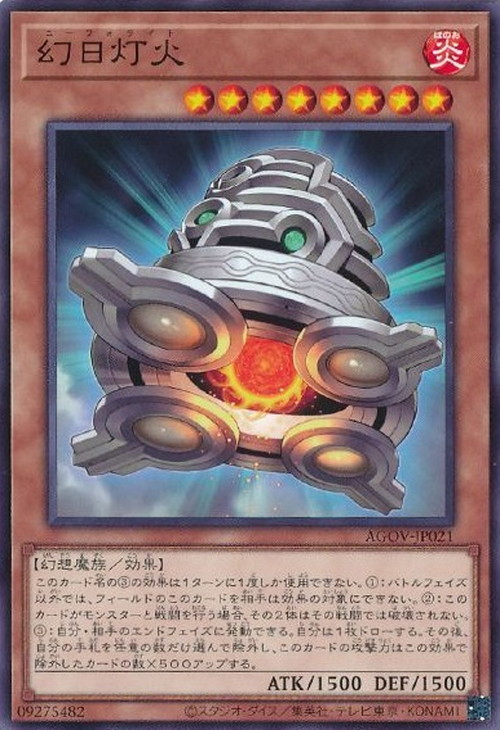 ニーフォライト
幻日灯火
ほのお
炎
AGOV-JP021
【幻想魔族／効果】
このカード名の③の効果は１ターンに１度しか使用できない。①：バトルフェイズ
以外では、フィールドのこのカードを相手は効果の対象にできない。②：この
カードがモンスターと戦闘を行う場合、その２体はその戦闘では破壊されない。
③：自分・相手のエンドフェイズに発動できる。自分は１枚ドローする。その後、
自分の手札を任意の数だけ選んで除外し、このカードの攻撃力はこの効果で
除外したカードの数×５００アップする。
ATK/1500 DEF/1500
09275482
©スタジオ・ダイス／集英社・テレビ東京・KONAMI